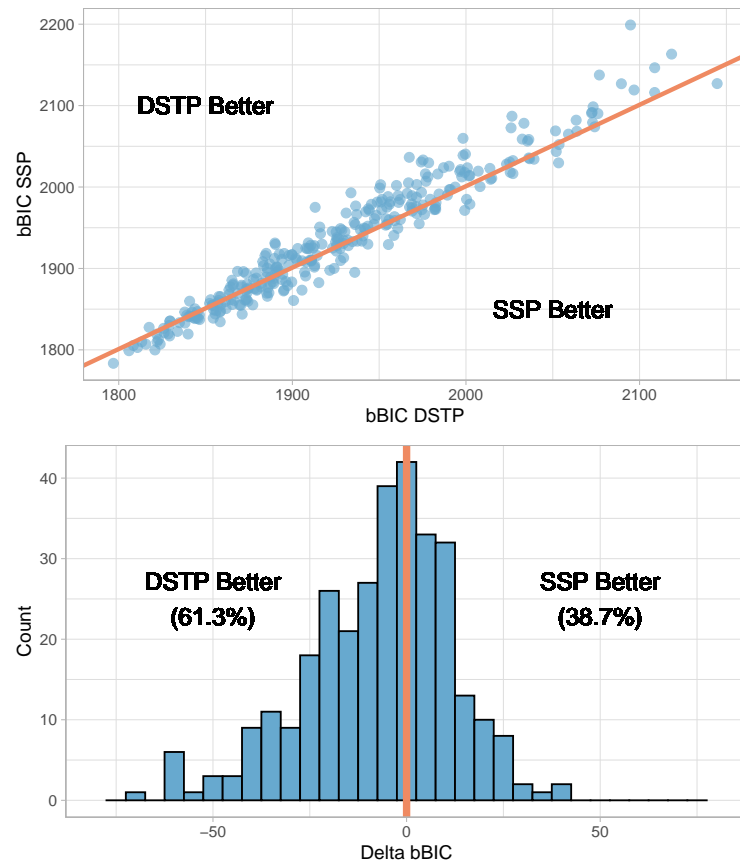 2200
2100
2000
1900
1800
bBIC SSP
DSTP Better
SSP Better
1800 1900 2000 2100
bBIC DSTP
40
30
20
10
0
Count
DSTP Better
(61.3%)
SSP Better
(38.7%)
−50 0 50
Delta bBIC